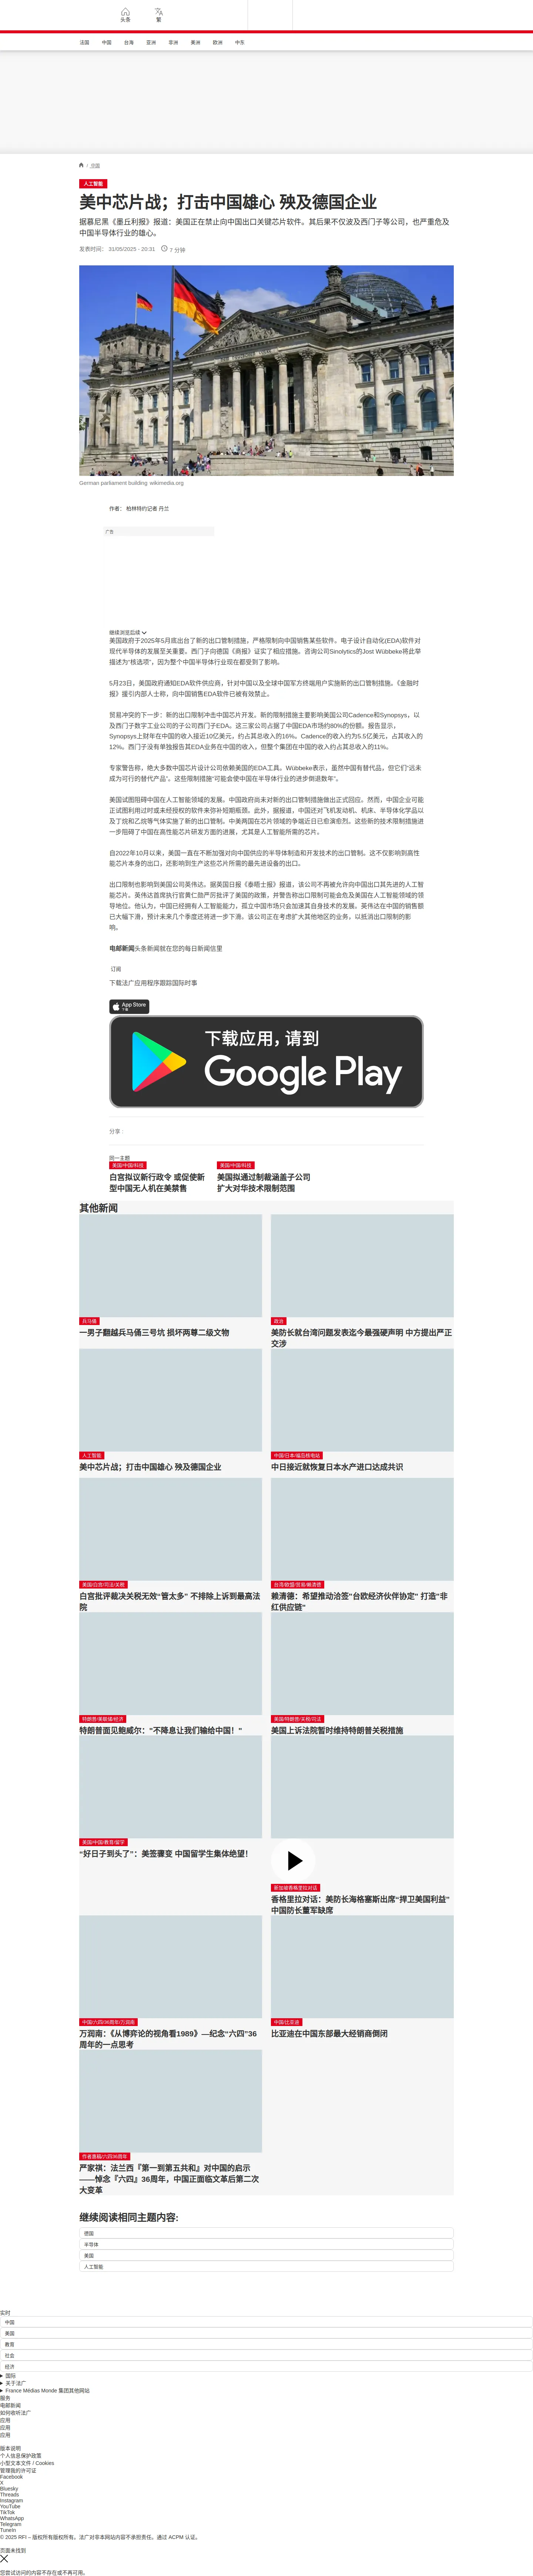 头条
繁
法国
中国
台海
亚洲
非洲
美洲
欧洲
中东
/ 德国
人工智能
美中芯片战；打击中国雄心 殃及德国企业
据慕尼黑《墨丘利报》报道：美国正在禁止向中国出口关键芯片软件。其后果不仅波及西门子等公司，也严重危及中国半导体行业的雄心。
发表时间： 31/05/2025 - 20:31
7 分钟
German parliament building: wikimedia.org
作者： 柏林特约记者 丹兰
广告
继续浏览后续
美国政府于2025年5月底出台了新的出口管制措施，严格限制向中国销售某些软件。电子设计自动化(EDA)软件对现代半导体的发展至关重要。西门子向德国《商报》证实了相应措施。咨询公司Sinolytics的Jost Wübbeke将此举描述为“核选项”，因为整个中国半导体行业现在都受到了影响。
5月23日，美国政府通知EDA软件供应商，针对中国以及全球中国军方终端用户实施新的出口管制措施。《金融时报》援引内部人士称，向中国销售EDA软件已被有效禁止。
贸易冲突的下一步：新的出口限制冲击中国芯片开发。新的限制措施主要影响美国公司Cadence和Synopsys，以及西门子数字工业公司的子公司西门子EDA。这三家公司占据了中国EDA市场约80%的份额。报告显示，Synopsys上财年在中国的收入接近10亿美元，约占其总收入的16%。Cadence的收入约为5.5亿美元，占其收入的12%。西门子没有单独报告其EDA业务在中国的收入，但整个集团在中国的收入约占其总收入的11%。
专家警告称，绝大多数中国芯片设计公司依赖美国的EDA工具。Wübbeke表示，虽然中国有替代品，但它们“远未成为可行的替代产品”。这些限制措施“可能会使中国在半导体行业的进步倒退数年”。
美国试图阻碍中国在人工智能领域的发展。中国政府尚未对新的出口管制措施做出正式回应。然而，中国企业可能正试图利用过时或未经授权的软件来弥补短期瓶颈。此外，据报道，中国还对飞机发动机、机床、半导体化学品以及丁烷和乙烷等气体实施了新的出口管制。中美两国在芯片领域的争端近日已愈演愈烈。这些新的技术限制措施进一步阻碍了中国在高性能芯片研发方面的进展，尤其是人工智能所需的芯片。
自2022年10月以来，美国一直在不断加强对向中国供应的半导体制造和开发技术的出口管制。这不仅影响到高性能芯片本身的出口，还影响到生产这些芯片所需的最先进设备的出口。
出口限制也影响到美国公司英伟达。据英国日报《泰晤士报》报道，该公司不再被允许向中国出口其先进的人工智能芯片。英伟达首席执行官黄仁勋严厉批评了美国的政策，并警告称出口限制可能会危及美国在人工智能领域的领导地位。他认为，中国已经拥有人工智能能力，孤立中国市场只会加速其自身技术的发展。英伟达在中国的销售额已大幅下滑，预计未来几个季度还将进一步下滑，该公司正在考虑扩大其他地区的业务，以抵消出口限制的影响。
电邮新闻头条新闻就在您的每日新闻信里
订阅
下载法广应用程序跟踪国际时事
App Store
下载应用，请到
Google Play
分享 :
同一主题
美国/中国/科技
白宫拟议新行政令 或促使新型中国无人机在美禁售
美国/中国/科技
美国拟通过制裁涵盖子公司扩大对华技术限制范围
其他新闻
兵马俑
一男子翻越兵马俑三号坑 损坏两尊二级文物
政治
美防长就台湾问题发表迄今最强硬声明 中方提出严正交涉
人工智能
美中芯片战；打击中国雄心 殃及德国企业
中国/日本/福岛核电站
中日接近就恢复日本水产进口达成共识
美国/白宫/司法/关税
白宫批评裁决关税无效"管太多" 不排除上诉到最高法院
台湾/欧盟/贸易/赖清德
赖清德：希望推动洽签"台欧经济伙伴协定" 打造"非红供应链"
特朗普/美联储/经济
特朗普面见鲍威尔："不降息让我们输给中国！"
美国/特朗普/关税/司法
美国上诉法院暂时维持特朗普关税措施
美国/中国/教育/留学
“好日子到头了”：美签骤变 中国留学生集体绝望！
新加坡香格里拉对话
香格里拉对话：美防长海格塞斯出席“捍卫美国利益” 中国防长董军缺席
中国/六四36周年/万润南
万润南:《从博弈论的视角看1989》—纪念“六四”36周年的一点思考
中国/比亚迪
比亚迪在中国东部最大经销商倒闭
作者惠稿/六四36周年
严家祺：法兰西『第一到第五共和』对中国的启示——悼念『六四』36周年，中国正面临文革后第二次大变革
继续阅读相同主题内容:
德国
半导体
美国
人工智能
实时
中国
美国
教育
社会
经济
国际
关于法广
France Médias Monde 集团其他网站
服务
电邮新闻
如何收听法广
应用
应用
应用
版本说明
个人信息保护政策
小型文本文件 / Cookies
管理我的许可证
Facebook
X
Bluesky
Threads
Instagram
YouTube
TikTok
WhatsApp
Telegram
TuneIn
© 2025 RFI – 版权所有版权所有。法广对非本网站内容不承担责任。通过 ACPM 认证。
页面未找到
您尝试访问的内容不存在或不再可用。